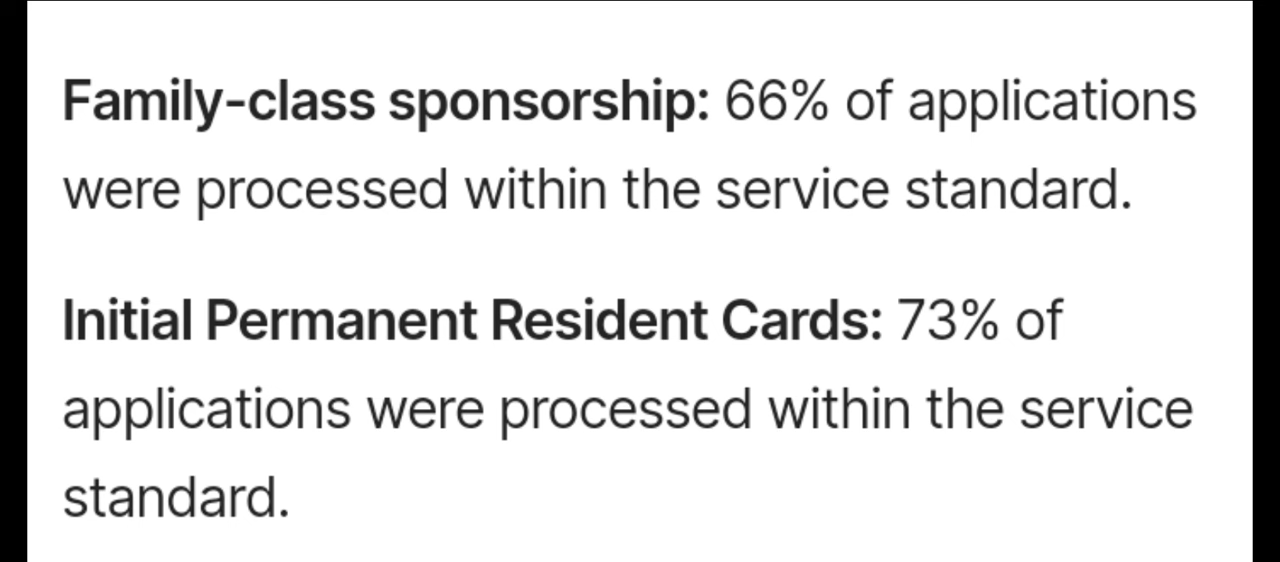 Family-class sponsorship: 66% of applications
were processed within the service standard.
Initial Permanent Resident Cards: 73% of
applications were processed within the service
standard.